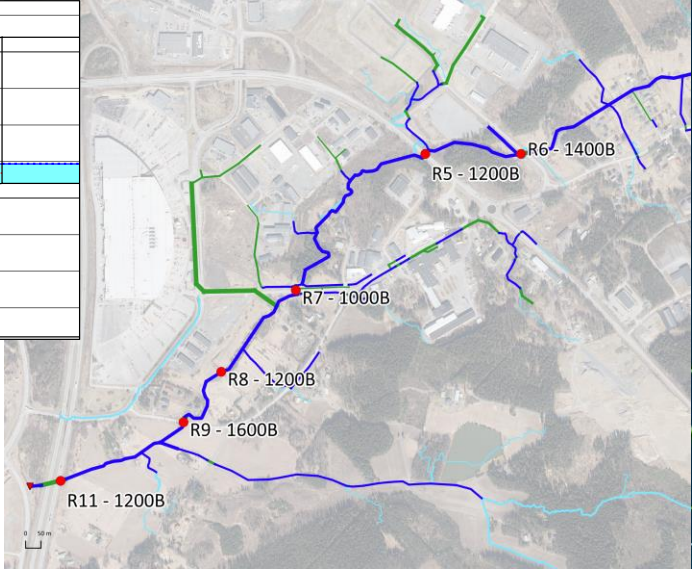 R6 - 1400B
R5 - 1200B
R7 - 1000B
R8 - 1200B
R9 - 1600B
R11 - 1200B
0 50 m